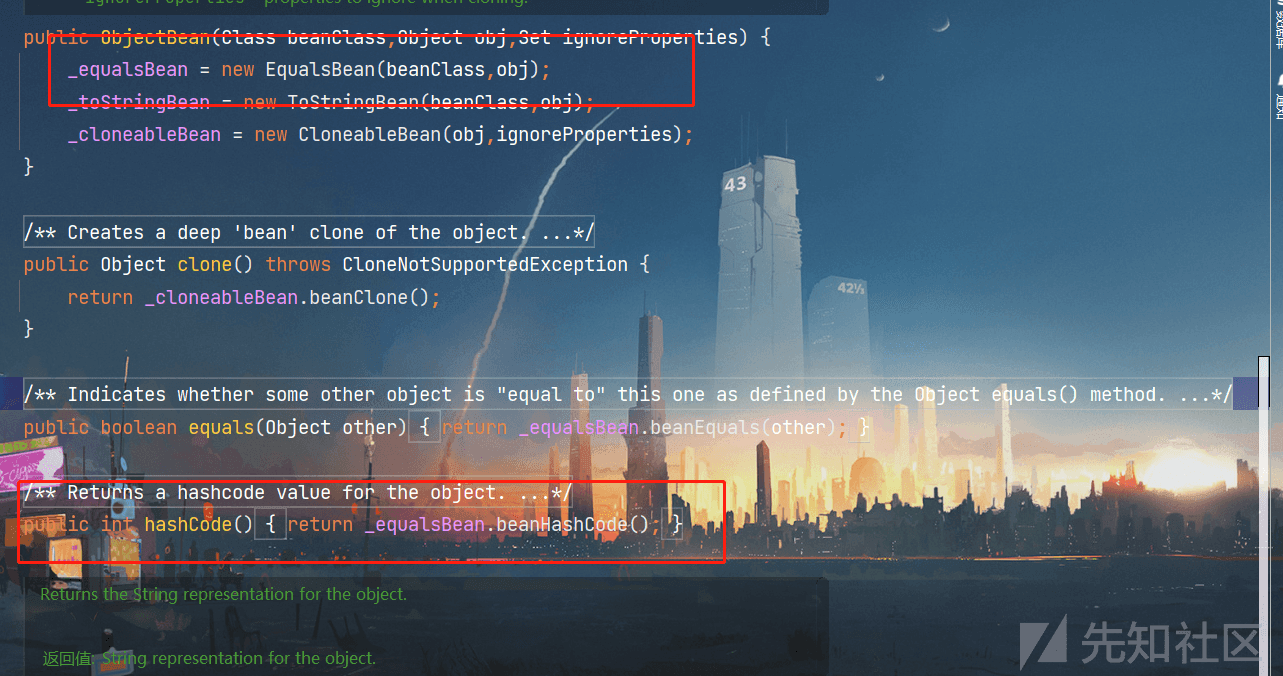 ignoreProperties – properties to ignore when cloning.
public ObjectBean(Class beanClass,Object obj,Set ignoreProperties) {
_equalsBean = new EqualsBean(beanClass,obj);
_toStringBean = new ToStringBean(beanClass,obj);
_cloneableBean = new CloneableBean(obj,ignoreProperties);
}
/** Creates a deep 'bean' clone of the object. ...*/
public Object clone() throws CloneNotSupportedException {
return _cloneableBean.beanClone();
}
/** Indicates whether some other object is "equal to" this one as defined by the Object equals() method. ...*/
public boolean equals(Object other) { return _equalsBean.beanEquals(other); }
/** Returns a hashcode value for the object. ...*/
public int hashCode() { return _equalsBean.beanHashCode(); }
Returns the String representation for the object.
返回值: String representation for the object.
43
42⅓
先知社区